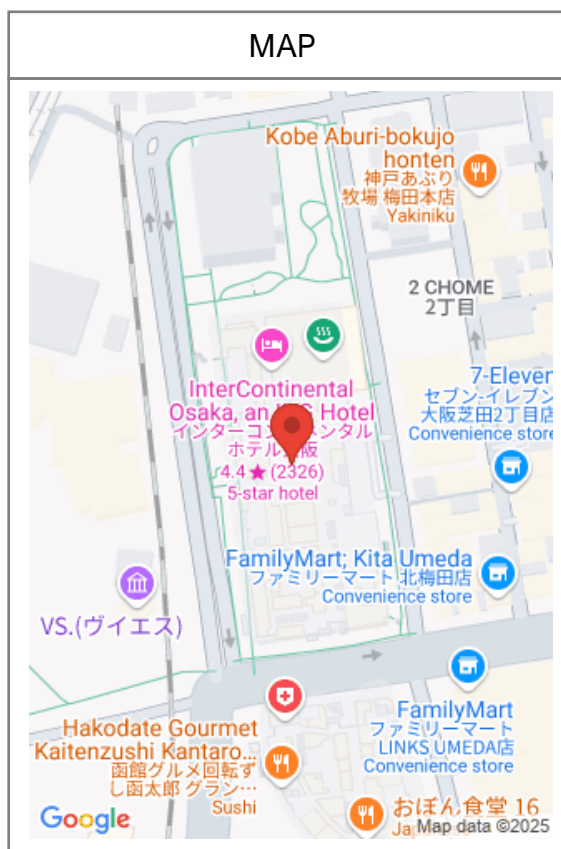 MAP
Kobe Aburi-bokujo
honten
神戸あぶり
牧場 梅田本店
Yakiniku
2 CHOME
2丁目
InterContinental
Osaka, an Hotel
インターコン ネンタル
ホテル 阪
4.4★(2326)
5-star hotel
7-Eleven
セブン-イレブン
大阪芝田2丁目店
Convenience store
FamilyMart; Kita Umeda
ファミリーマート 北梅田店
Convenience store
VS.(ヴイエス)
FamilyMart
ファミリーマート
LINKS UMEDA店
Convenience store
Hakodate Gourmet
Kaitenzushi Kantaro...
函館グルメ回転ず
し函太郎 グラン…
Sushi
おぼん食堂 16
Google
Map data ©2025